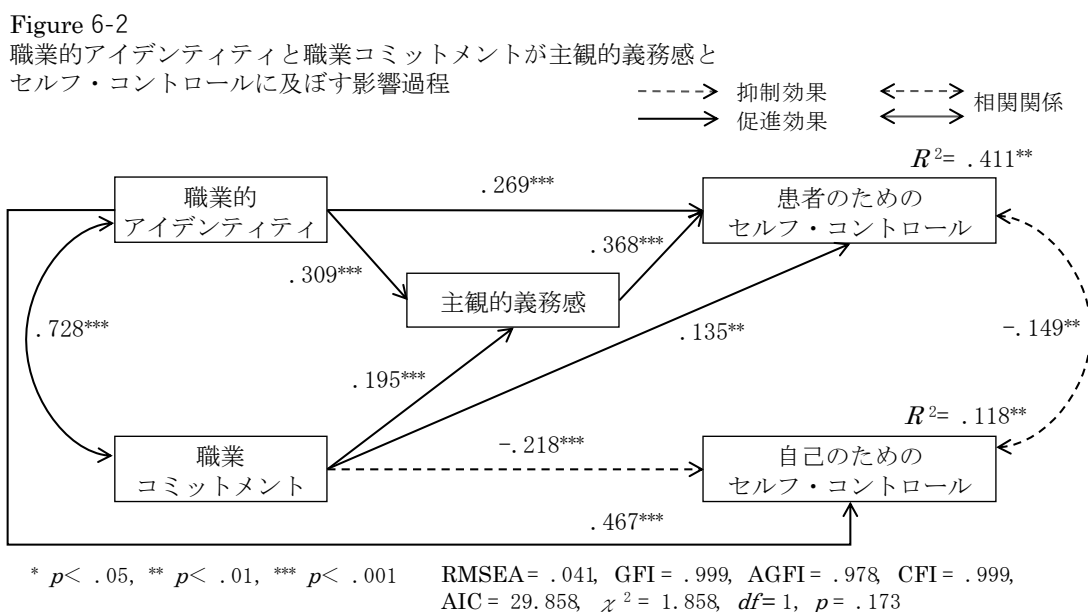 Figure 6-2
職業的アイデンティティと職業コミットメントが主観的義務感と
セルフ・コントロールに及ぼす影響過程
抑制効果
促進効果
相関関係
R²= .411**
職業的
アイデンティティ
.269***
患者のための
セルフ・コントロール
.309***
.368***
主観的義務感
.728***
.135**
-.149**
.195***
R²= .118**
職業
コミットメント
-.218***
自己のための
セルフ・コントロール
.467***
* p< .05, ** p< .01, *** p< .001
RMSEA= .041, GFI= .999, AGFI= .978, CFI= .999,
AIC= 29.858, χ²= 1.858, df=1, p= .173